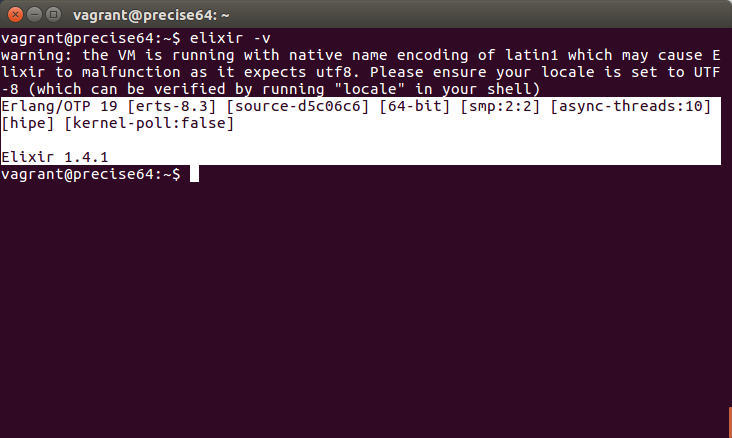 vagrant@precise64: ~
vagrant@precise64:~$ elixir -v
warning: the VM is running with native name encoding of latin1 which may cause E
lixir to malfunction as it expects utf8. Please ensure your locale is set to UTF
-8 (which can be verified by running "locale" in your shell)
Erlang/OTP 19 [erts-8.3] [source-d5c06c6] [64-bit] [smp:2:2] [async-threads:10]
[hipe] [kernel-poll:false]
Elixir 1.4.1
vagrant@precise64:~$